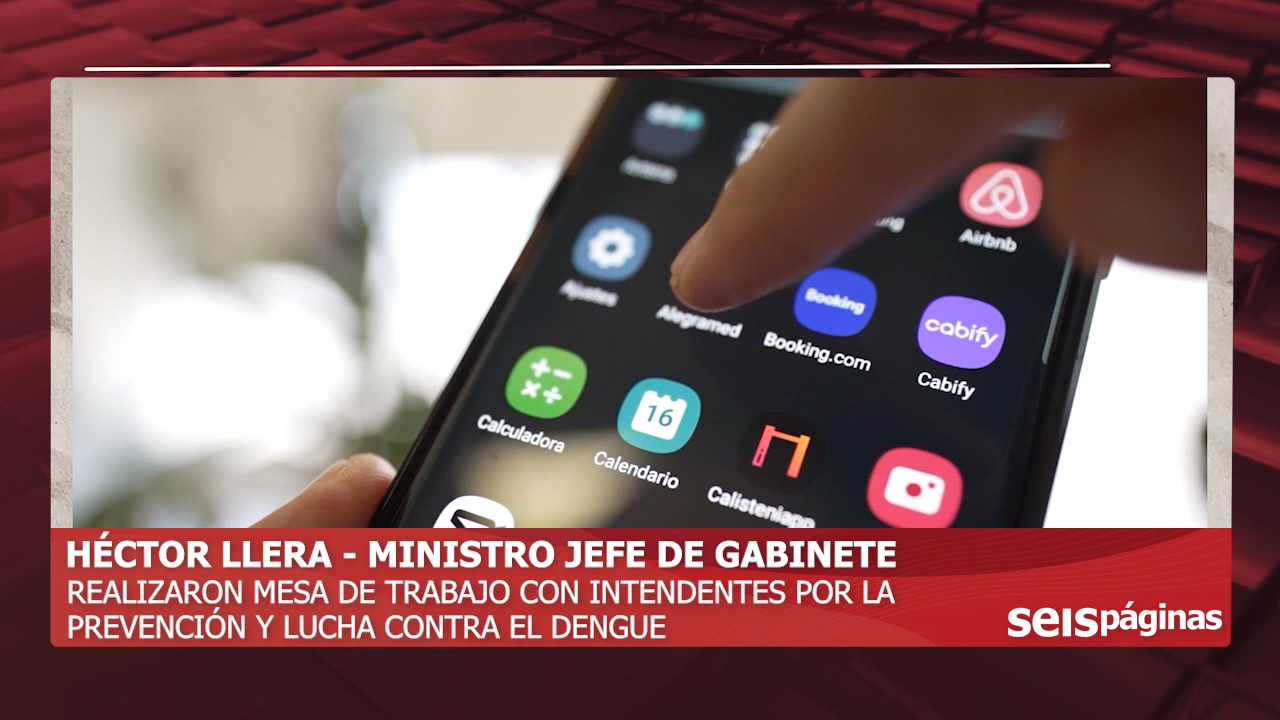 Airbnb
Ajustes
Alegramed
Booking
Booking.com
cabify
Cabify
Calculadora
16
Calendario
Calisteniapp
HÉCTOR LLERA - MINISTRO JEFE DE GABINETE
REALIZARON MESA DE TRABAJO CON INTENDENTES POR LA
PREVENCIÓN Y LUCHA CONTRA EL DENGUE
seıspáginas